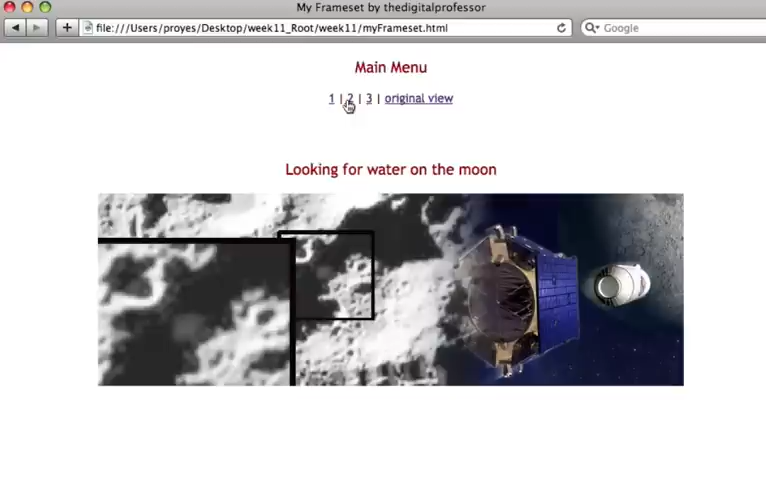 My Frameset by thedigitalprofessor
file:///Users/proyes/Desktop/week11_Root/week11/myFrameset.html
Google
Main Menu
1 | 2 | 3 | original view
Looking for water on the moon